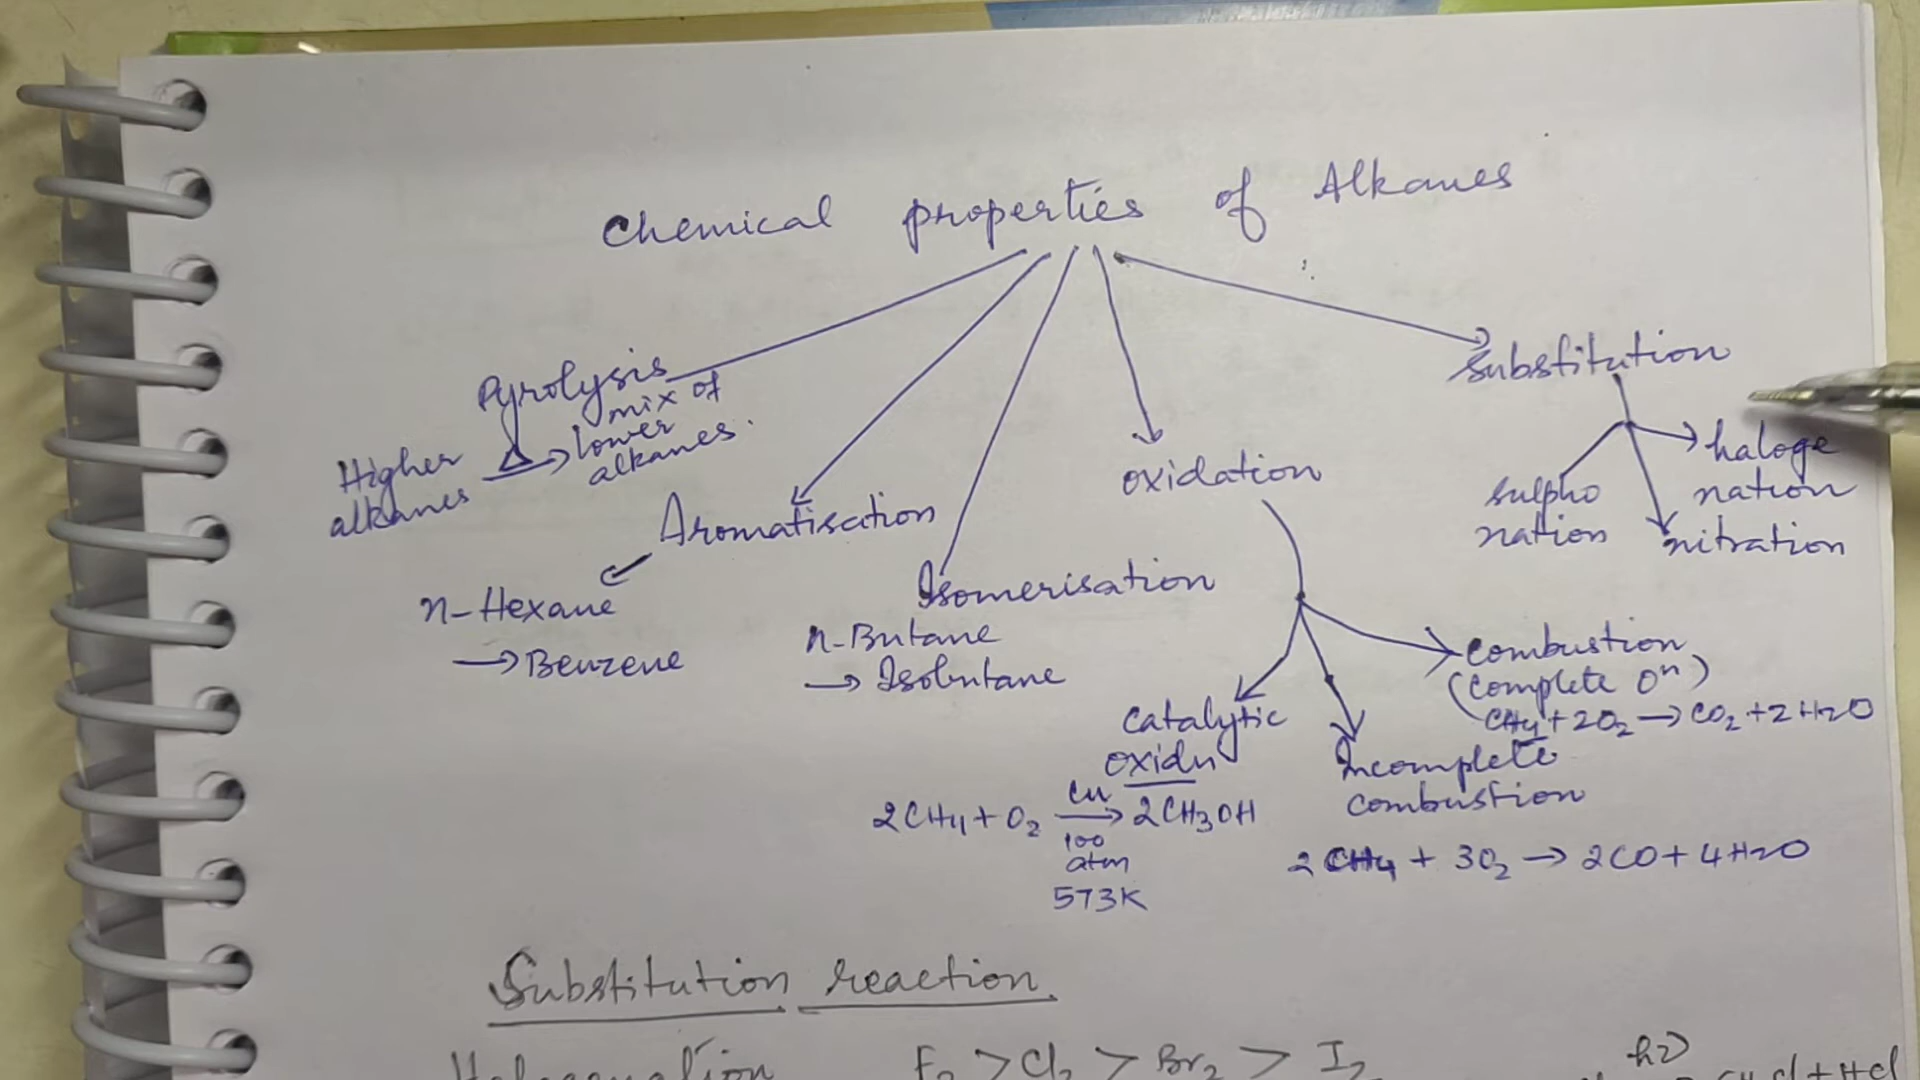 Chemical properties of Alkanes
Pyrolysis
Higher alkanes
Δ →
mix of
lower
alkanes.
Aromatisation
n-Hexane
→ Benzene
Isomerisation
n-Butane
→ Isobutane
oxidation
Catalytic
oxidn
2CH4 + O2 →
Cu
100
atm
573K
2CH3OH
Incomplete
combustion
2CH4 + 3O2 → 2CO + 4H2O
Combustion
(Complete On)
CH4 + 2O2 → CO2 + 2H2O
Substitution
sulpho
nation
haloge
nation
nitration
Substitution reaction.
Halogenation F2 > Cl2 > Br2 > I2